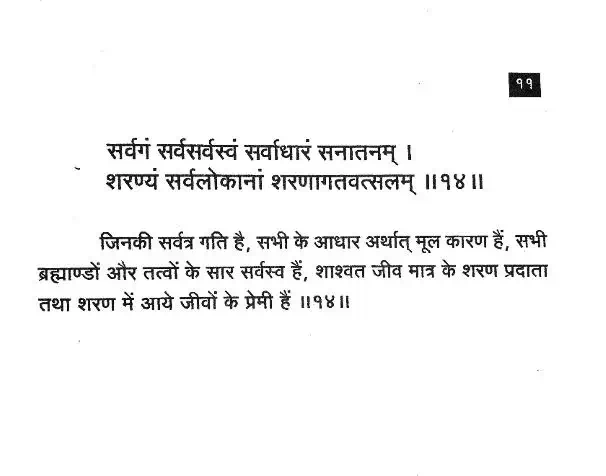 ११
सर्वगं सर्वसर्वस्वं सर्वाधारं सनातनम् ।
शरण्यं सर्वलोकानां शरणागतवत्सलम् ॥१४॥
जिनकी सर्वत्र गति है, सभी के आधार अर्थात् मूल कारण हैं, सभी
ब्रह्माण्डों और तत्वों के सार सर्वस्व हैं, शाश्वत जीव मात्र के शरण प्रदाता
तथा शरण में आये जीवों के प्रेमी हैं ॥१४॥